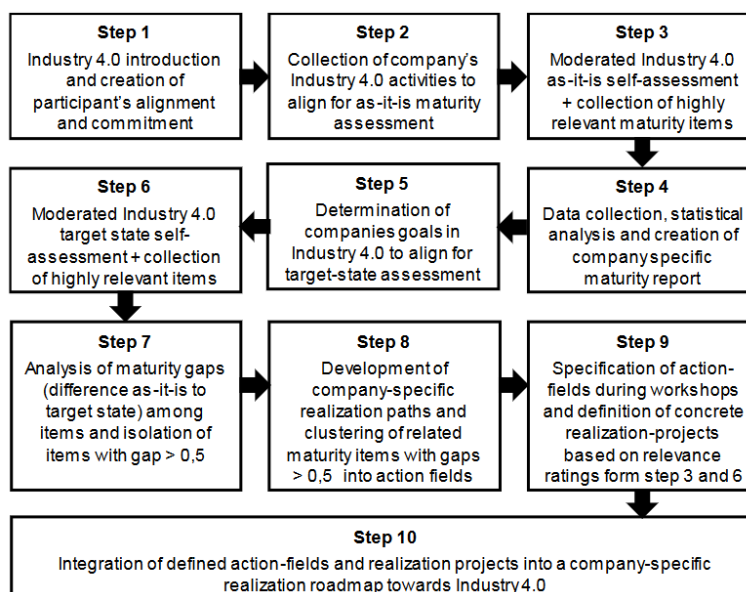 Step 1
Industry 4.0 introduction
and creation of
participant's alignment
and commitment
Step 2
Collection of company's
Industry 4.0 activities to
align for as-it-is maturity
assessment
Step 3
Moderated Industry 4.0
as-it-is self-assessment
+ collection of highly
relevant maturity items
Step 4
Data collection, statistical
analysis and creation of
company specific
maturity report
Step 5
Determination of
companies goals in
Industry 4.0 to align for
target-state assessment
Step 6
Moderated Industry 4.0
target state self-
assessment + collection
of highly relevant items
Step 7
Analysis of maturity gaps
(difference as-it-is to
target state) among
items and isolation of
items with gap > 0,5
Step 8
Development of
company-specific
realization paths and
clustering of related
maturity items with gaps
> 0,5 into action fields
Step 9
Specification of action-
fields during workshops
and definition of concrete
realization-projects
based on relevance
ratings form step 3 and 6
Step 10
Integration of defined action-fields and realization projects into a company-specific
realization roadmap towards Industry 4.0